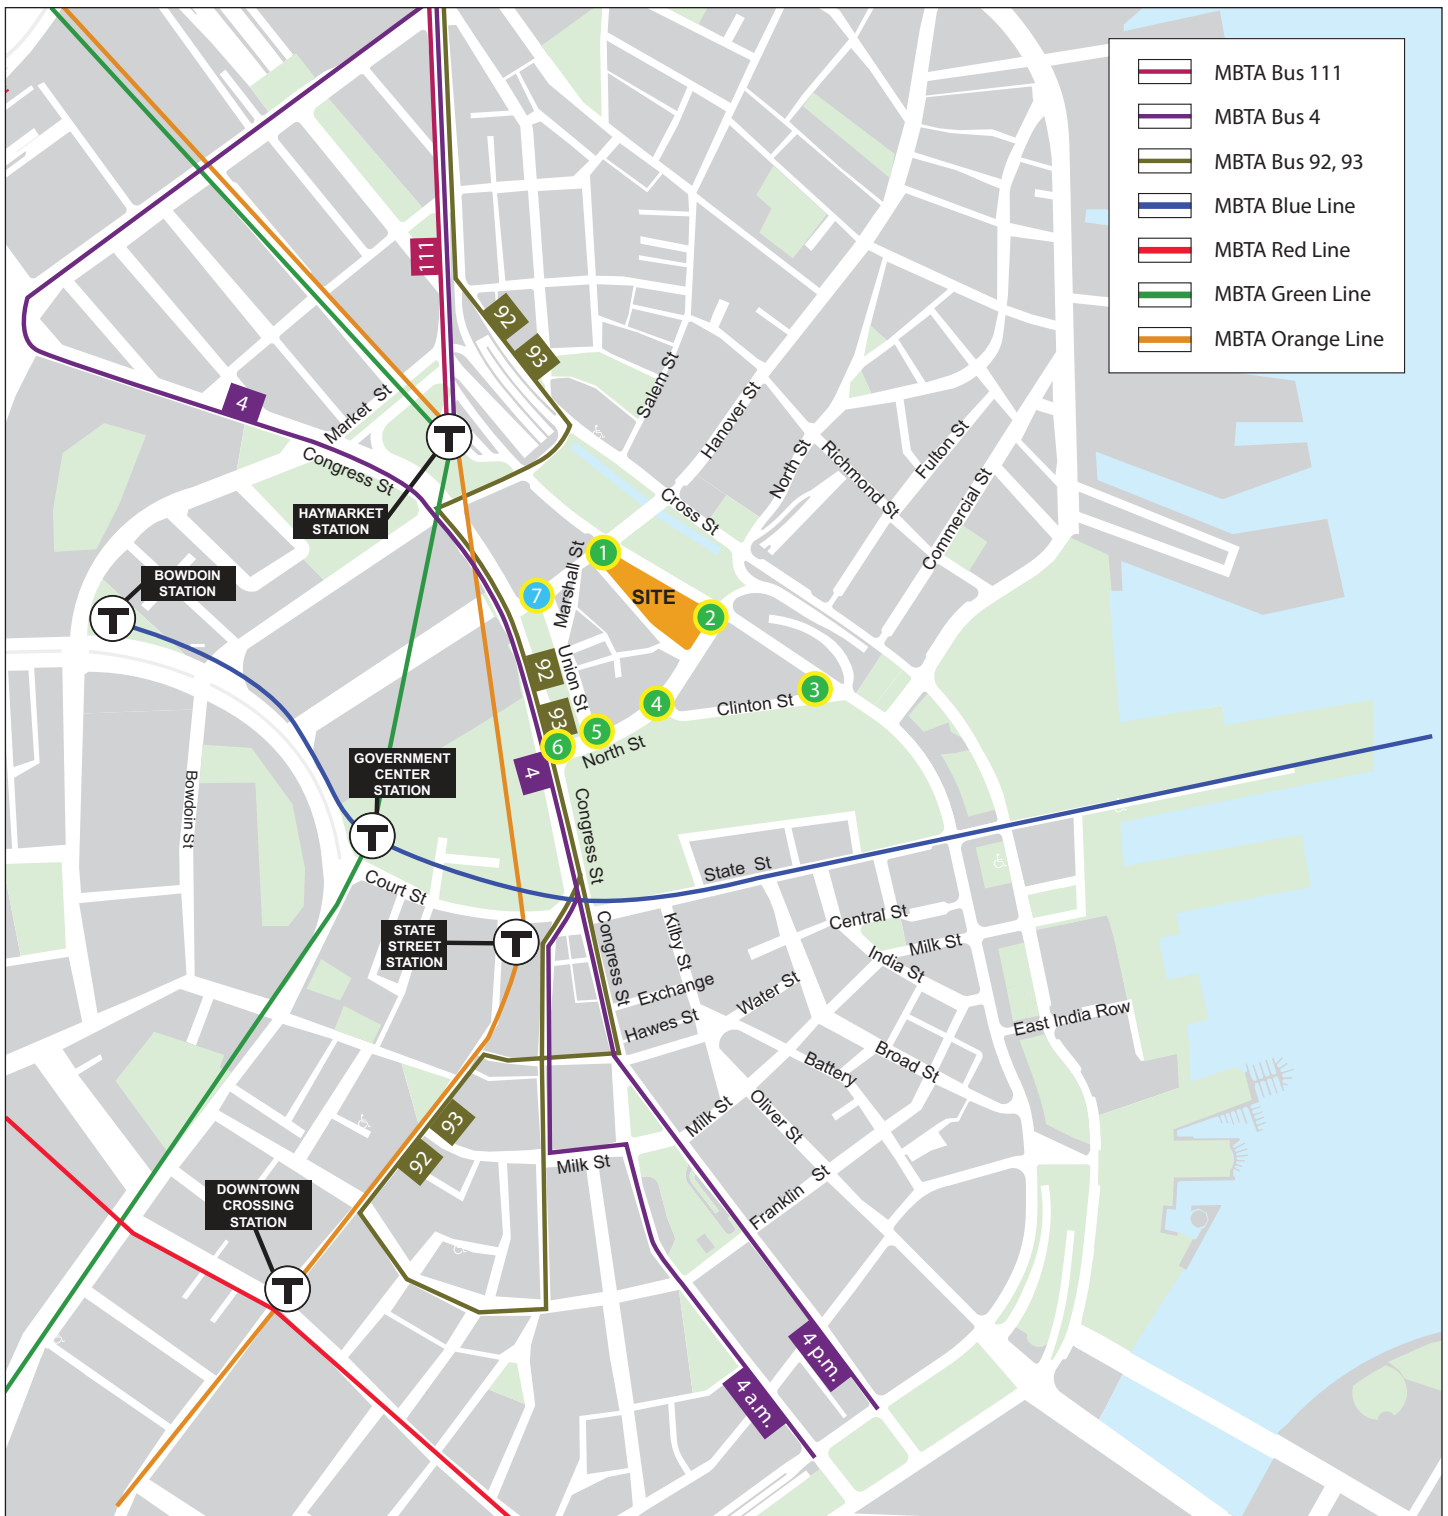 MBTA Bus 111
MBTA Bus 4
MBTA Bus 92, 93
MBTA Blue Line
MBTA Red Line
MBTA Green Line
MBTA Orange Line
111
92
93
4
Market St
Congress St
Salem St
Hanover St
North St
Richmond St
Fulton St
Commercial St
Cross St
T
HAYMARKET
STATION
BOWDOIN
STATION
T
1
Marshall St
7
SITE
2
92
Union St
93
4
5
6
3
Clinton St
North St
4
GOVERNMENT
CENTER
STATION
T
Bowdoin St
Congress St
Court St
State St
STATE
STREET
STATION
T
Congress St
Kilby St
Central St
Milk St
India St
Exchange
Water St
Hawes St
East India Row
Battery
Broad St
Milk St
Oliver St
93
92
Milk St
Franklin St
DOWNTOWN
CROSSING
STATION
T
4 p.m.
4 a.m.